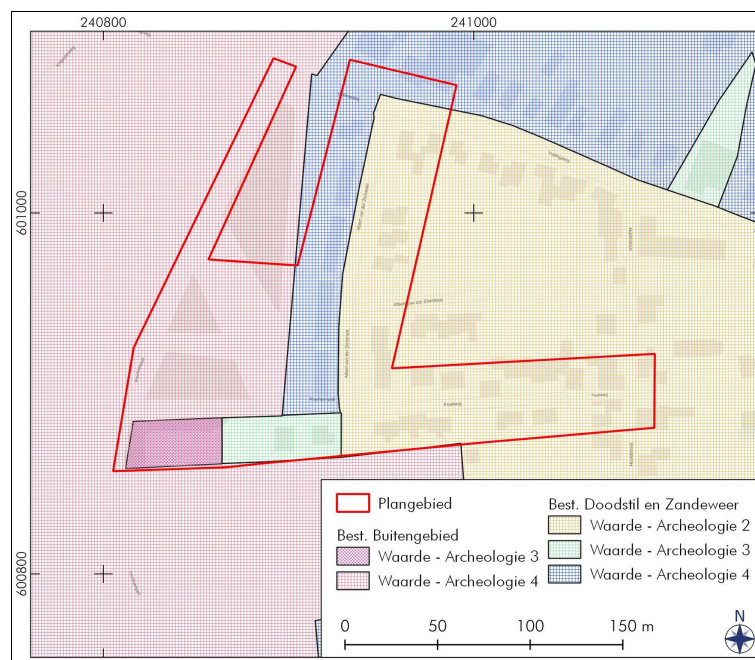 240800
241000
601000
600800
Plangebied
Best. Buitengebied
Waarde - Archeologie 3
Waarde - Archeologie 4
Best. Doodstil en Zandeweer
Waarde - Archeologie 2
Waarde - Archeologie 3
Waarde - Archeologie 4
0 50 100 150 m
N